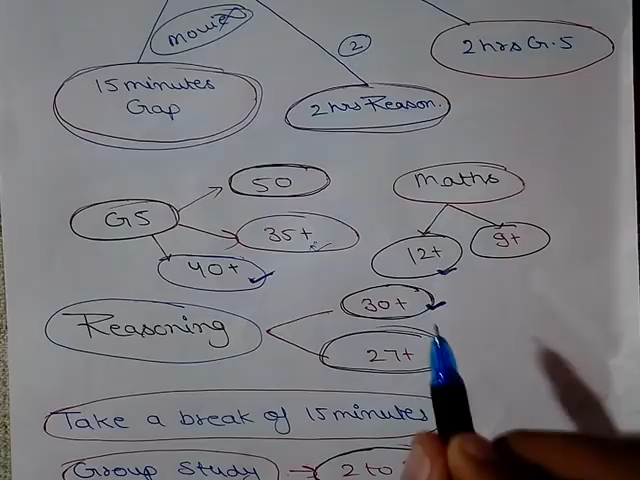 movies
2
2 hrs G.S
15 minutes
Gap
2 hrs Reason.
50
Maths
GS
35+
12+
9+
40+
Reasoning
30+
27+
Take a break of 15 minutes
Group Study → 2 to